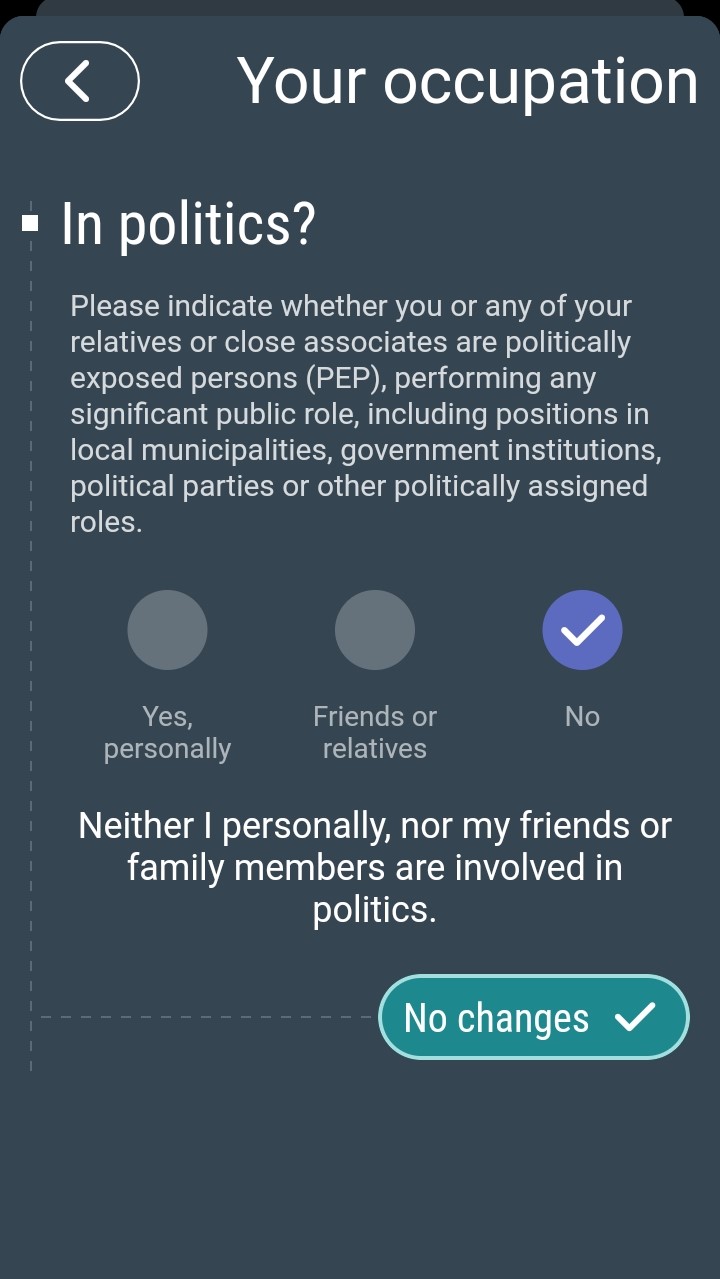 Your occupation
In politics?
Please indicate whether you or any of your
relatives or close associates are politically
exposed persons (PEP), performing any
significant public role, including positions in
local municipalities, government institutions,
political parties or other politically assigned
roles.
Yes,
personally
Friends or
relatives
No
Neither I personally, nor my friends or
family members are involved in
politics.
No changes